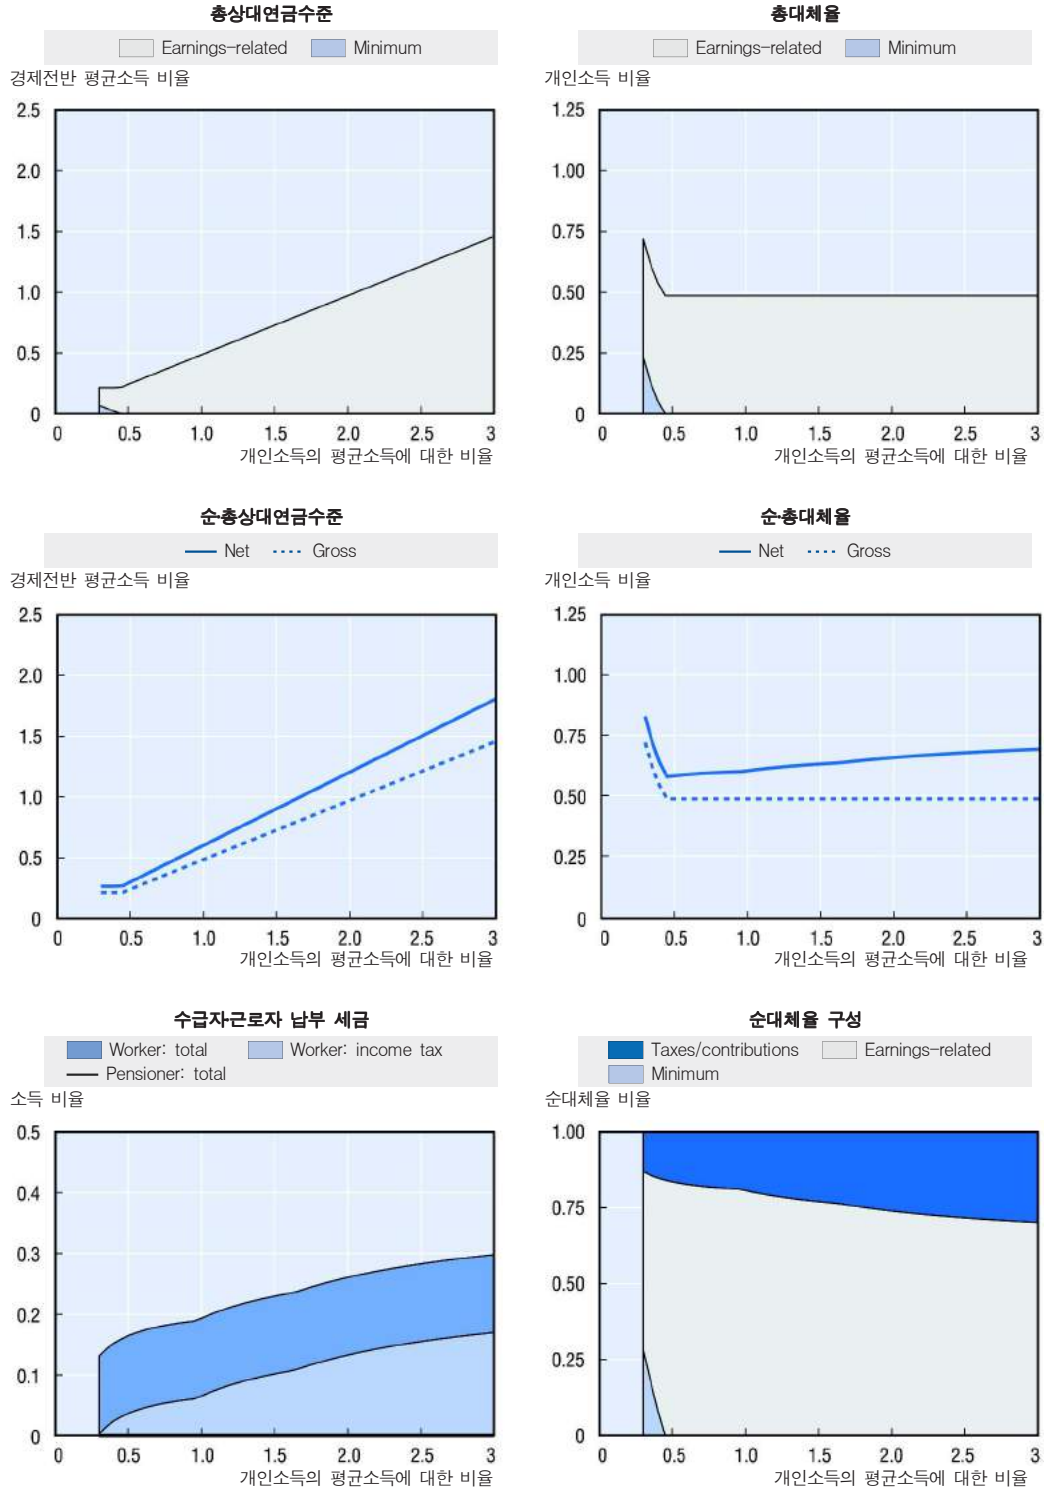 총상대연금수준
Earnings-related Minimum
경제전반 평균소득 비율
2.5
2.0
1.5
1.0
0.5
0
0 0.5 1.0 1.5 2.0 2.5 3
개인소득의 평균소득에 대한 비율
총대체율
Earnings-related Minimum
개인소득 비율
1.25
1.00
0.75
0.50
0.25
0
0 0.5 1.0 1.5 2.0 2.5 3
개인소득의 평균소득에 대한 비율
순·총상대연금수준
Net Gross
경제전반 평균소득 비율
2.5
2.0
1.5
1.0
0.5
0
0 0.5 1.0 1.5 2.0 2.5 3
개인소득의 평균소득에 대한 비율
순·총대체율
Net Gross
개인소득 비율
1.25
1.00
0.75
0.50
0.25
0
0 0.5 1.0 1.5 2.0 2.5 3
개인소득의 평균소득에 대한 비율
수급자·근로자 납부 세금
Worker: total Worker: income tax
Pensioner: total
소득 비율
0.5
0.4
0.3
0.2
0.1
0
0 0.5 1.0 1.5 2.0 2.5 3
개인소득의 평균소득에 대한 비율
순대체율 구성
Taxes/contributions Earnings-related
Minimum
순대체율 비율
1.00
0.75
0.50
0.25
0
0 0.5 1.0 1.5 2.0 2.5 3
개인소득의 평균소득에 대한 비율